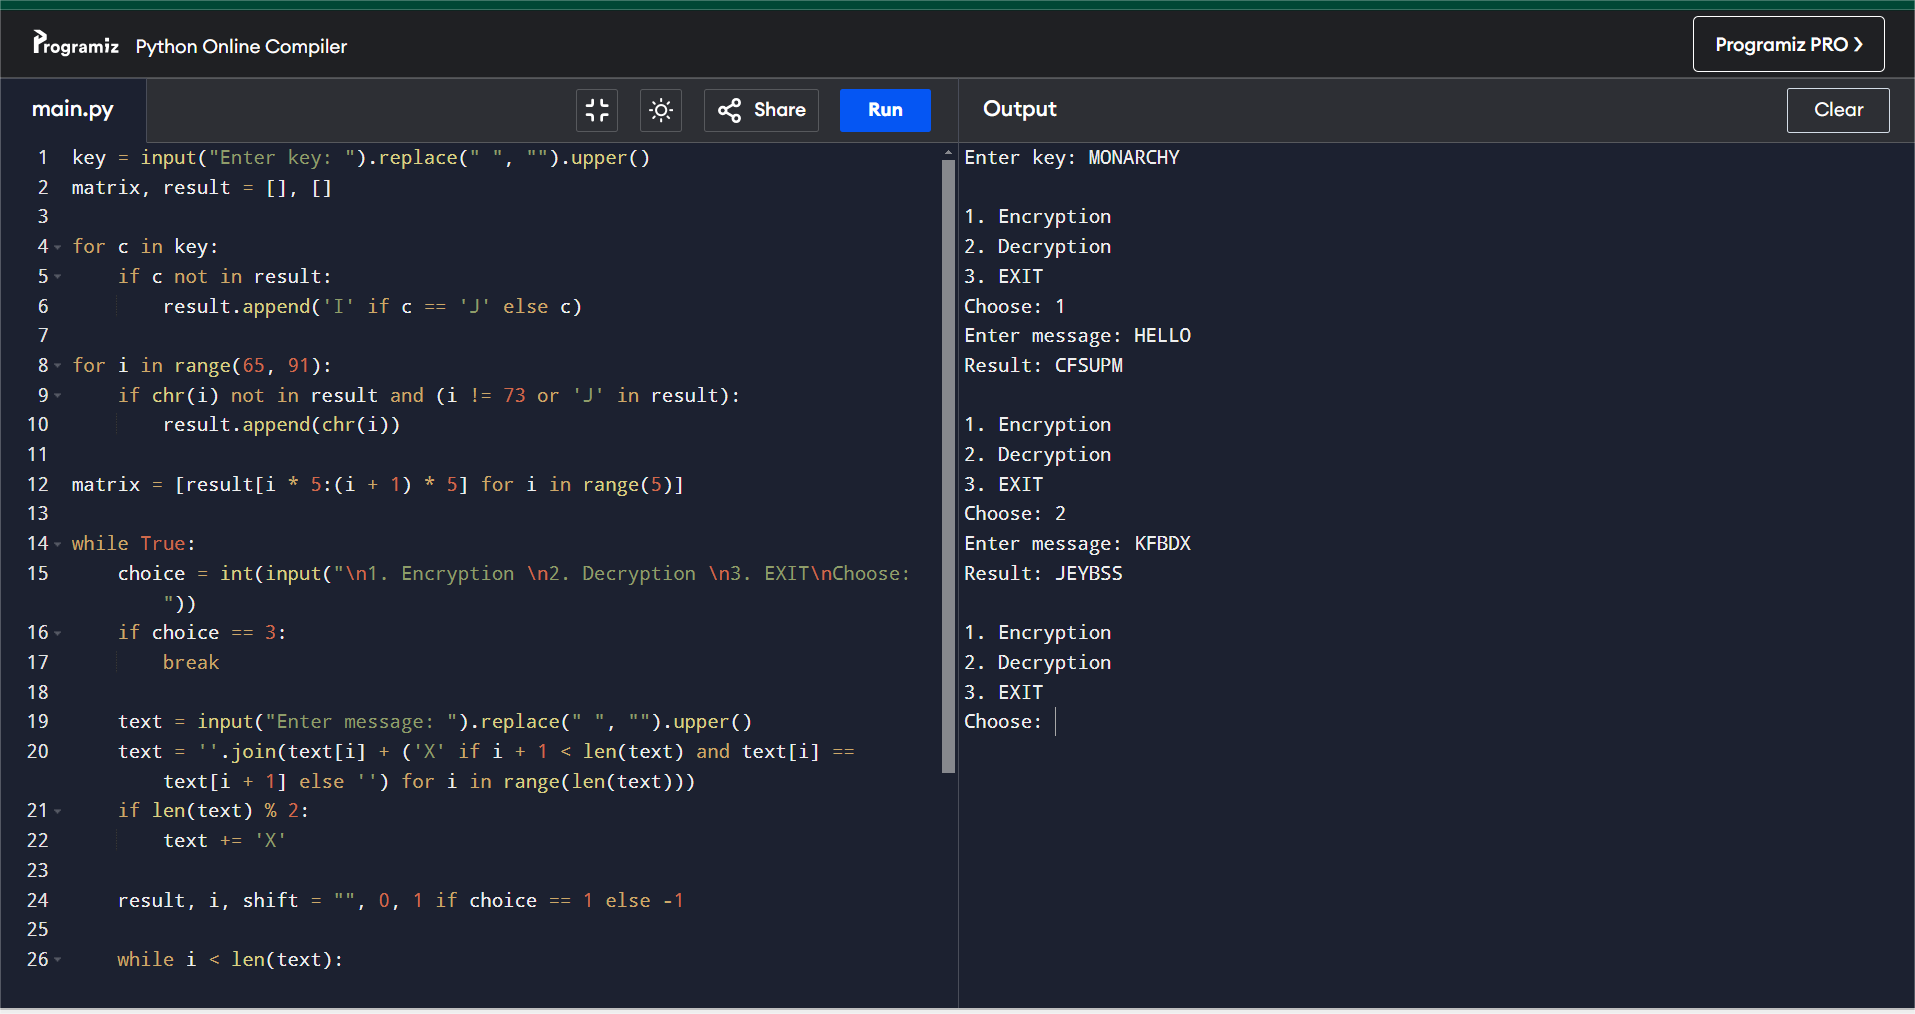 Programiz Python Online Compiler Programiz PRO ❯
main.py Share Run Output Clear
1 key = input("Enter key: ").replace(" ", "").upper()
2 matrix, result = [], []
3
4 for c in key:
5     if c not in result:
6         result.append('I' if c == 'J' else c)
7
8 for i in range(65, 91):
9     if chr(i) not in result and (i != 73 or 'J' in result):
10         result.append(chr(i))
11
12 matrix = [result[i * 5:(i + 1) * 5] for i in range(5)]
13
14 while True:
15     choice = int(input("\n1. Encryption \n2. Decryption \n3. EXIT\nChoose:
"))
16     if choice == 3:
17         break
18
19     text = input("Enter message: ").replace(" ", "").upper()
20     text = ''.join(text[i] + ('X' if i + 1 < len(text) and text[i] ==
text[i + 1] else '') for i in range(len(text)))
21     if len(text) % 2:
22         text += 'X'
23
24     result, i, shift = "", 0, 1 if choice == 1 else -1
25
26     while i < len(text):
Enter key: MONARCHY

1. Encryption
2. Decryption
3. EXIT
Choose: 1
Enter message: HELLO
Result: CFSUPM

1. Encryption
2. Decryption
3. EXIT
Choose: 2
Enter message: KFBDX
Result: JEYBSS

1. Encryption
2. Decryption
3. EXIT
Choose: